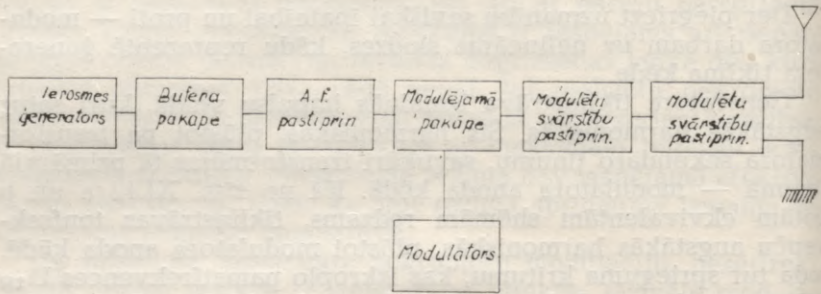 Ierosmes
ģenerators
Bufera
pakāpe
A. f.
pastiprin.
Modulējamā
pakāpe
Modulētu
svārstību
pastiprin.
Modulētu
svārstību
pastiprin.
Modulators